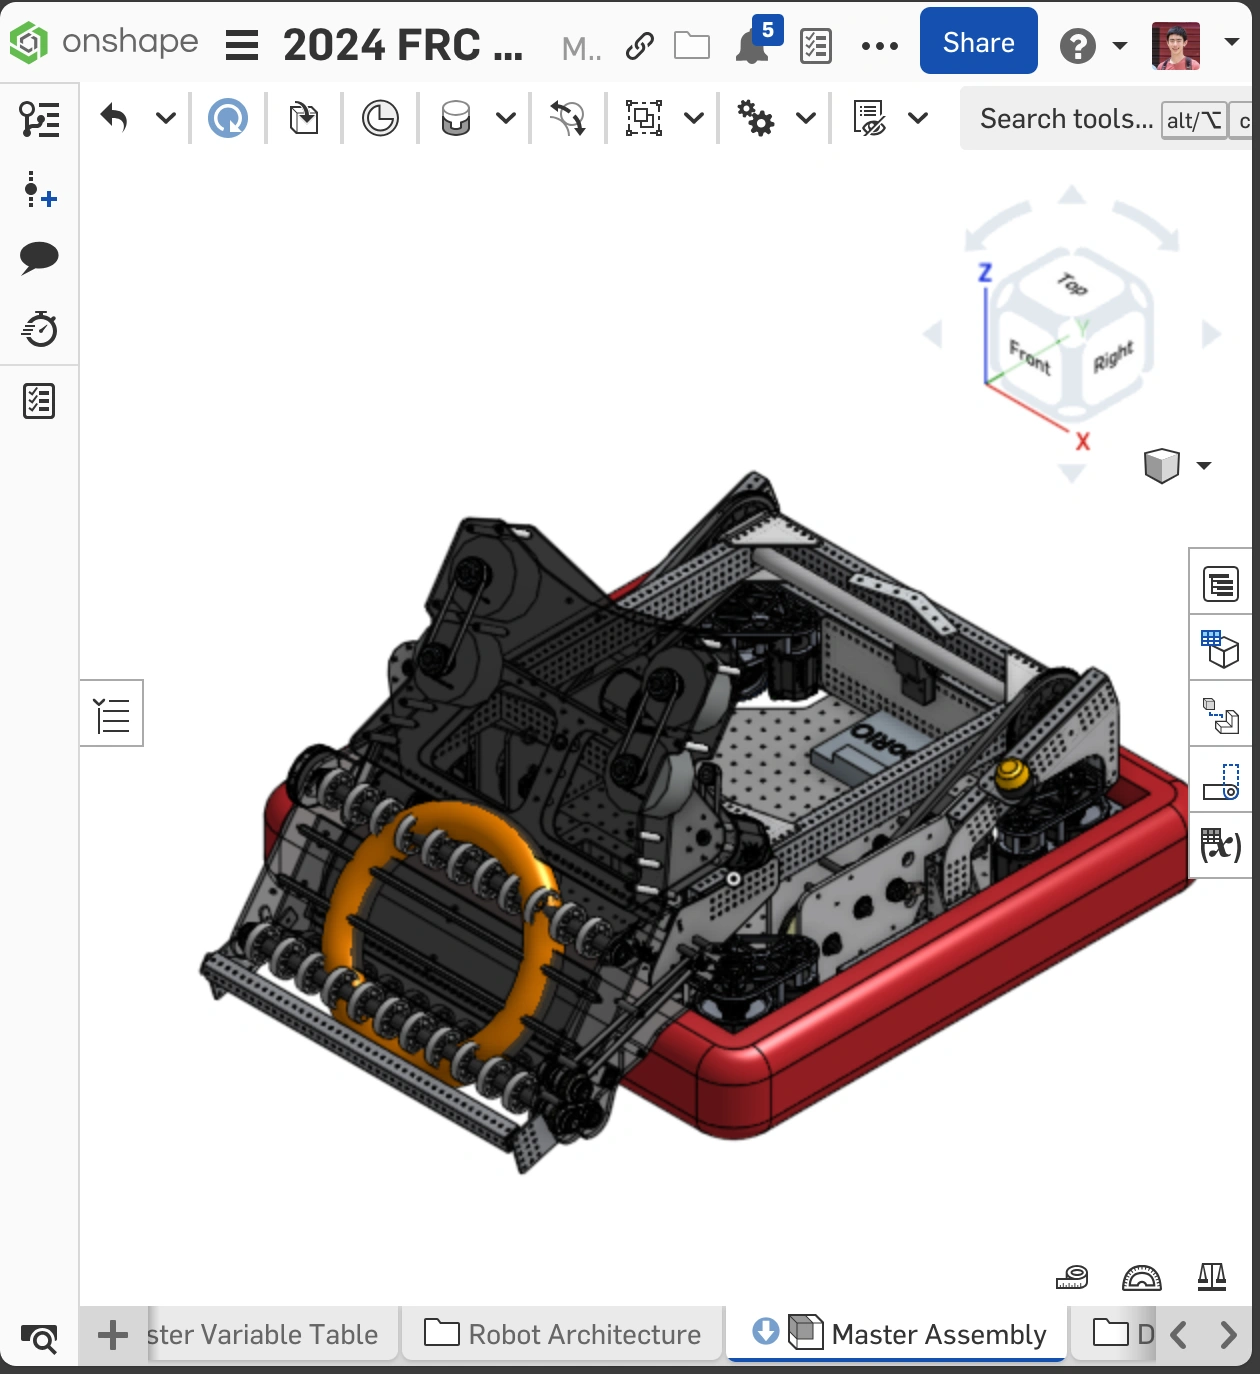 onshape 2024 FRC ... M.. 5 Share
Search tools... alt/⌥ c
Z
Top
Y
Front
Right
X
(x)
ster Variable Table Robot Architecture Master Assembly D